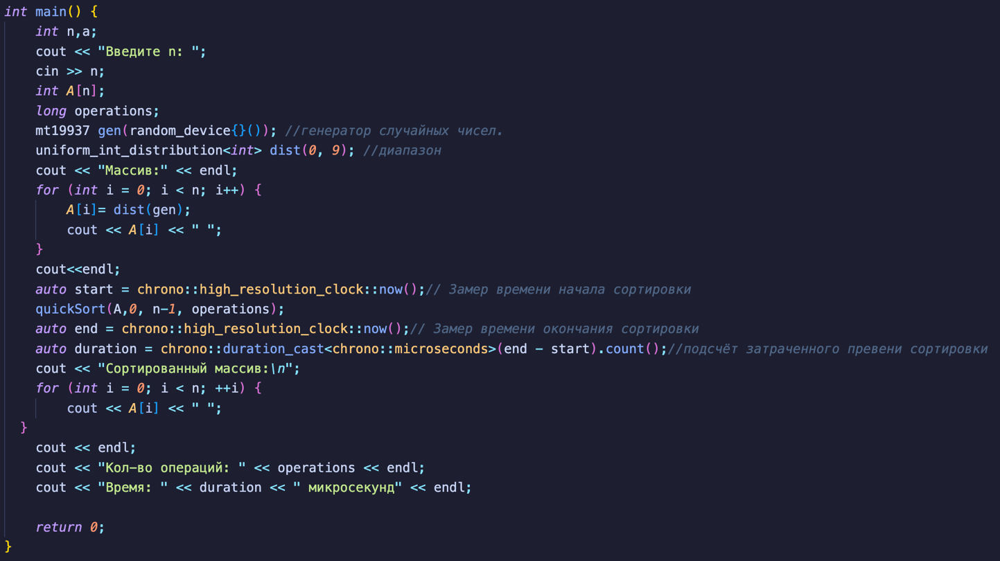 int main() {
    int n,a;
    cout << "Введите n: ";
    cin >> n;
    int A[n];
    long operations;
    mt19937 gen(random_device{}()); //генератор случайных чисел.
    uniform_int_distribution<int> dist(0, 9); //диапазон
    cout << "Массив:" << endl;
    for (int i = 0; i < n; i++) {
        A[i]= dist(gen);
        cout << A[i] << " ";
    }
    cout<<endl;
    auto start = chrono::high_resolution_clock::now();// Замер времени начала сортировки
    quickSort(A,0, n-1, operations);
    auto end = chrono::high_resolution_clock::now();// Замер времени окончания сортировки
    auto duration = chrono::duration_cast<chrono::microseconds>(end - start).count();//подсчёт затраченного превени сортировки
    cout << "Сортированный массив:\n";
    for (int i = 0; i < n; ++i) {
        cout << A[i] << " ";
  }
    cout << endl;
    cout << "Кол-во операций: " << operations << endl;
    cout << "Время: " << duration << " микросекунд" << endl;

    return 0;
}